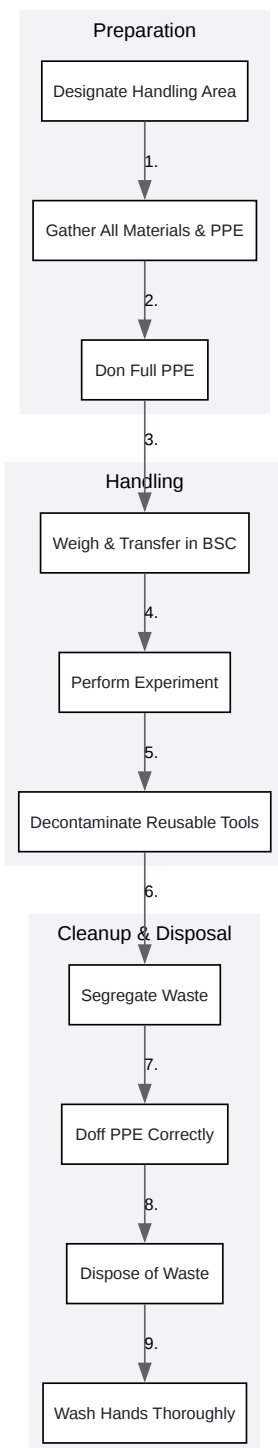 Preparation
Designate Handling Area
1.
Gather All Materials & PPE
2.
Don Full PPE
3.
Handling
Weigh & Transfer in BSC
4.
Perform Experiment
5.
Decontaminate Reusable Tools
6.
Cleanup & Disposal
Segregate Waste
7.
Doff PPE Correctly
8.
Dispose of Waste
9.
Wash Hands Thoroughly